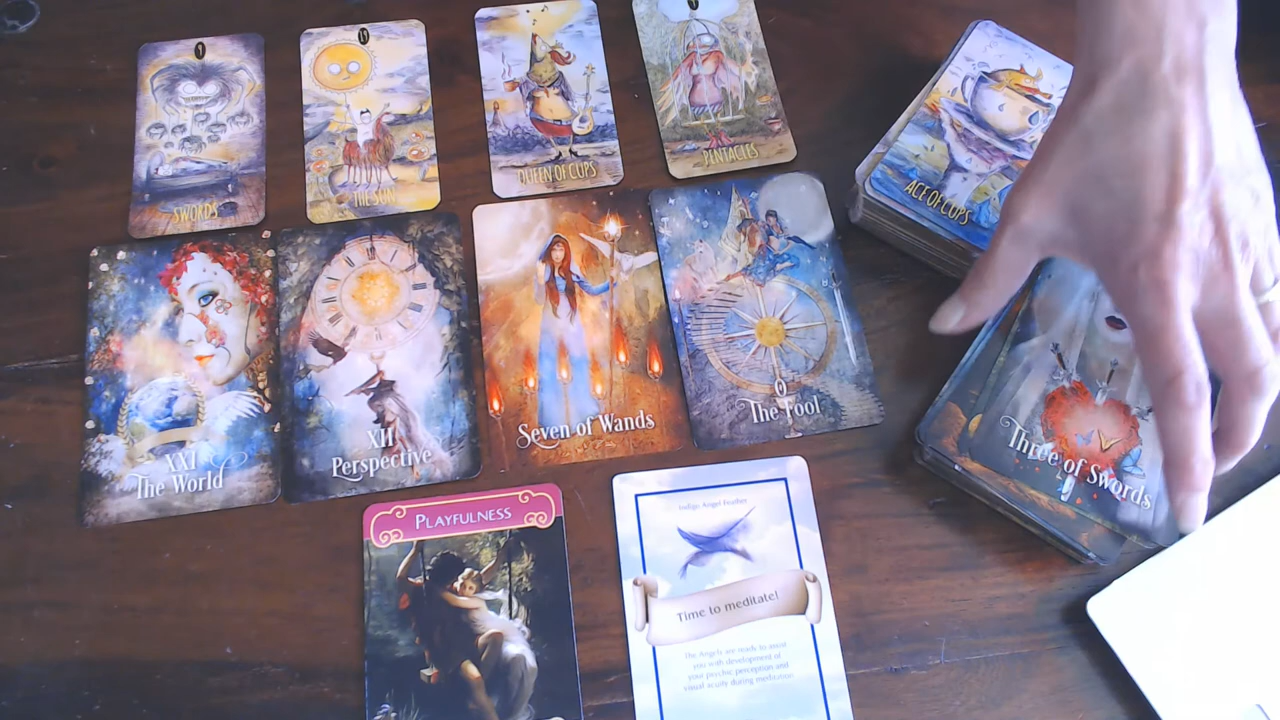 SWORDS
THE SUN
QUEEN OF CUPS
PENTACLES
ACE OF CUPS
XXI
The World
XII
Perspective
Seven of Wands
0
The Fool
Three of Swords
PLAYFULNESS
Indigo Angel Feather
Time to meditate!
The Angels are ready to assist
you with development of
your psychic perception and
visual acuity during meditation.